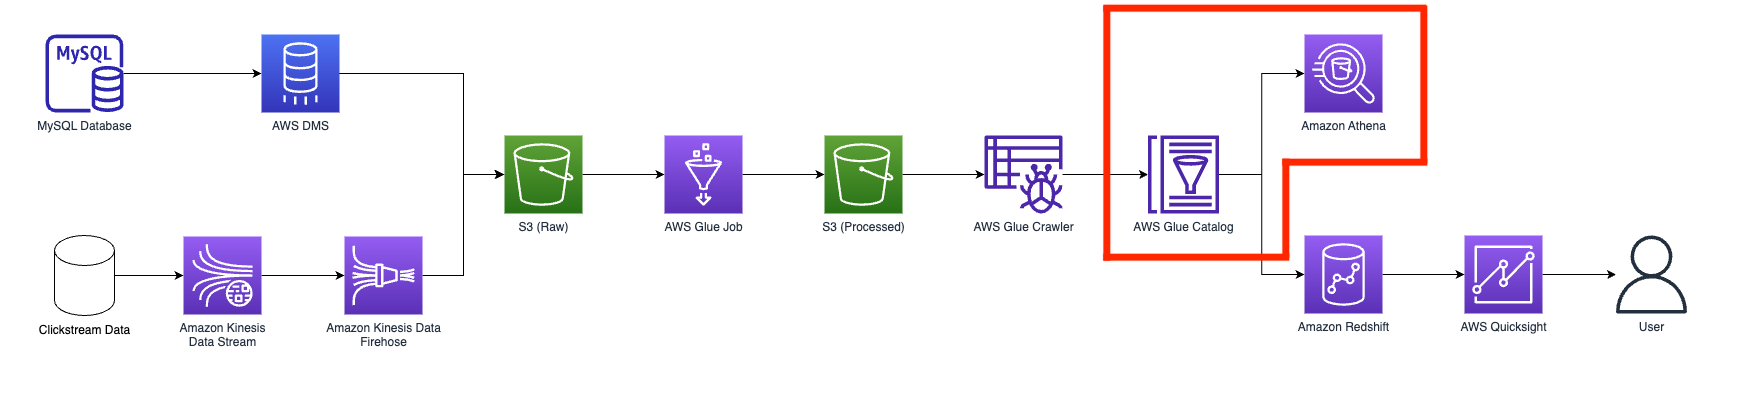 MySQL
MySQL Database
AWS DMS
S3 (Raw)
AWS Glue Job
S3 (Processed)
AWS Glue Crawler
AWS Glue Catalog
Amazon Athena
Clickstream Data
Amazon Kinesis
Data Stream
Amazon Kinesis Data
Firehose
Amazon Redshift
AWS Quicksight
User